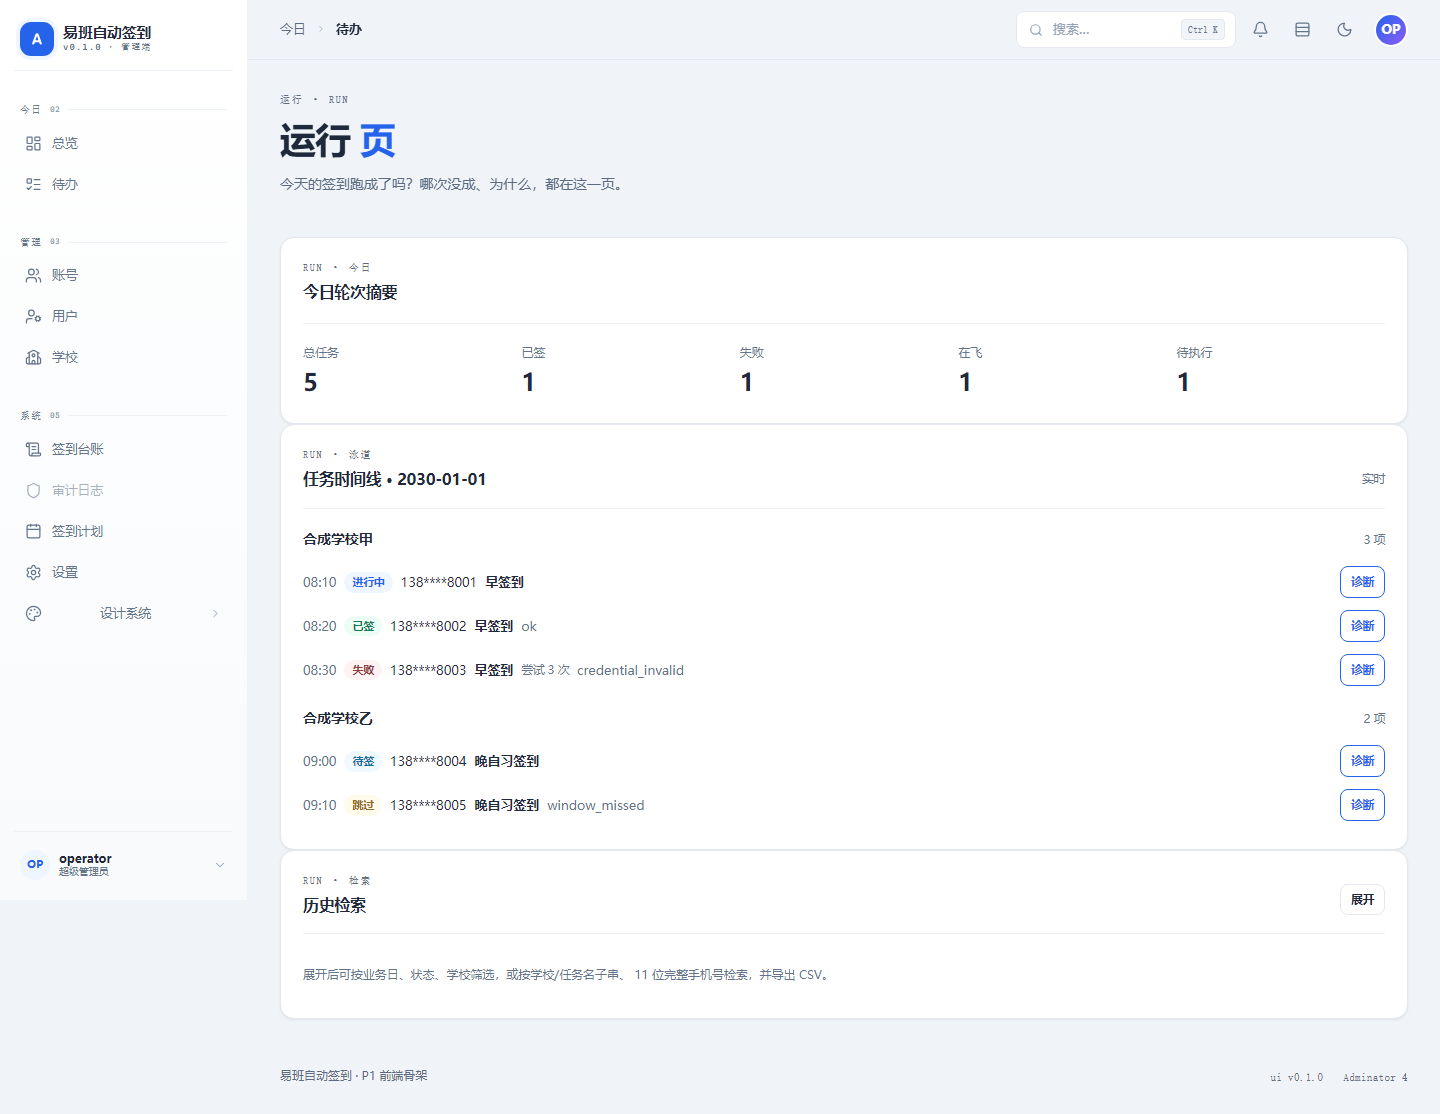 A
易班自动签到
v0.1.0 · 管理端
今日 02
总览
待办
管理 03
账号
用户
学校
系统 05
签到台账
审计日志
签到计划
设置
设计系统
OP
operator
超级管理员
今日 › 待办
搜索...
Ctrl K
OP
运行 • RUN
运行 页
今天的签到跑成了吗？哪次没成、为什么，都在这一页。
RUN • 今日
今日轮次摘要
总任务 已签 失败 在飞 待执行
5 1 1 1 1
RUN • 泳道
任务时间线 • 2030-01-01
实时
合成学校甲 3 项
08:10 进行中 138****8001 早签到 诊断
08:20 已签 138****8002 早签到 ok 诊断
08:30 失败 138****8003 早签到 尝试 3 次 credential_invalid 诊断
合成学校乙 2 项
09:00 待签 138****8004 晚自习签到 诊断
09:10 跳过 138****8005 晚自习签到 window_missed 诊断
RUN • 检索
历史检索
展开
展开后可按业务日、状态、学校筛选，或按学校/任务名子串、 11 位完整手机号检索，并导出 CSV。
易班自动签到 · P1 前端骨架
ui v0.1.0 Adminator 4